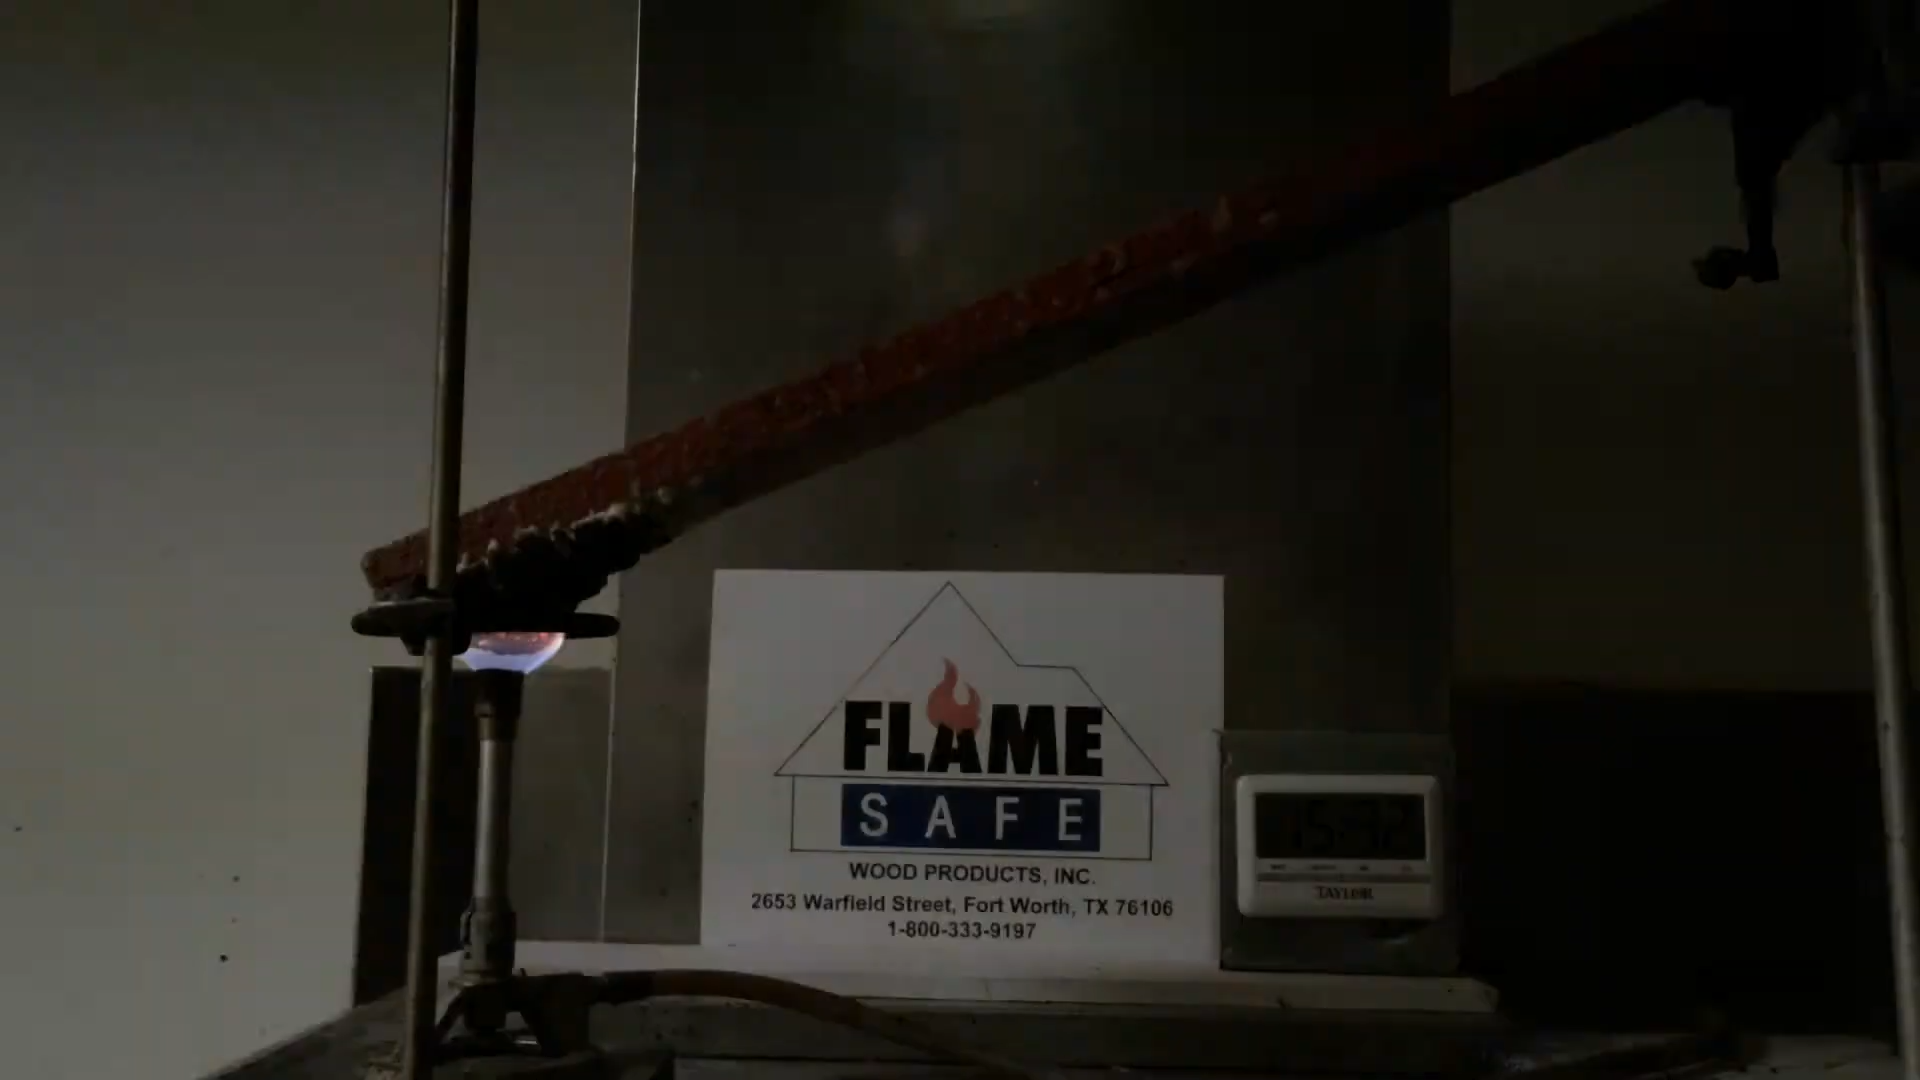 FLAME
SAFE
WOOD PRODUCTS, INC.
2653 Warfield Street, Fort Worth, TX 76106
1-800-333-9197
TAYLOR